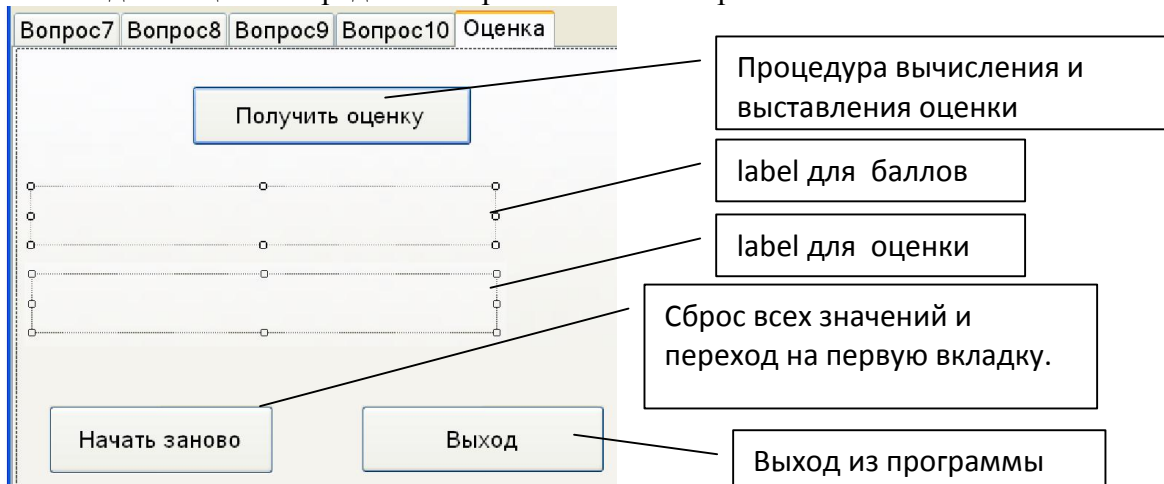 Вопрос7 Вопрос8 Вопрос9 Вопрос10 Оценка
Получить оценку
Процедура вычисления и
выставления оценки
label для баллов
label для оценки
Сброс всех значений и
переход на первую вкладку.
Начать заново
Выход
Выход из программы